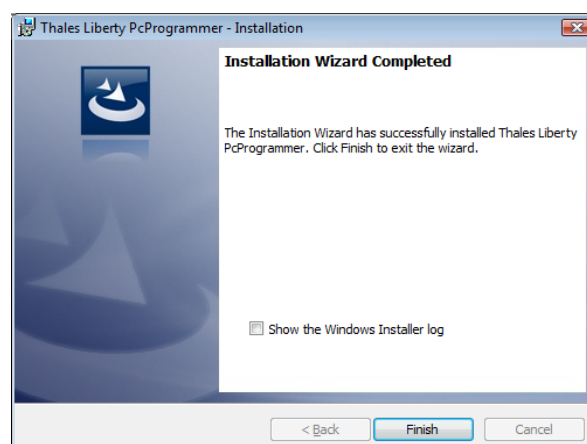 Thales Liberty PcProgrammer - Installation
Installation Wizard Completed
The Installation Wizard has successfully installed Thales Liberty
PcProgrammer. Click Finish to exit the wizard.
Show the Windows Installer log
< Back Finish Cancel